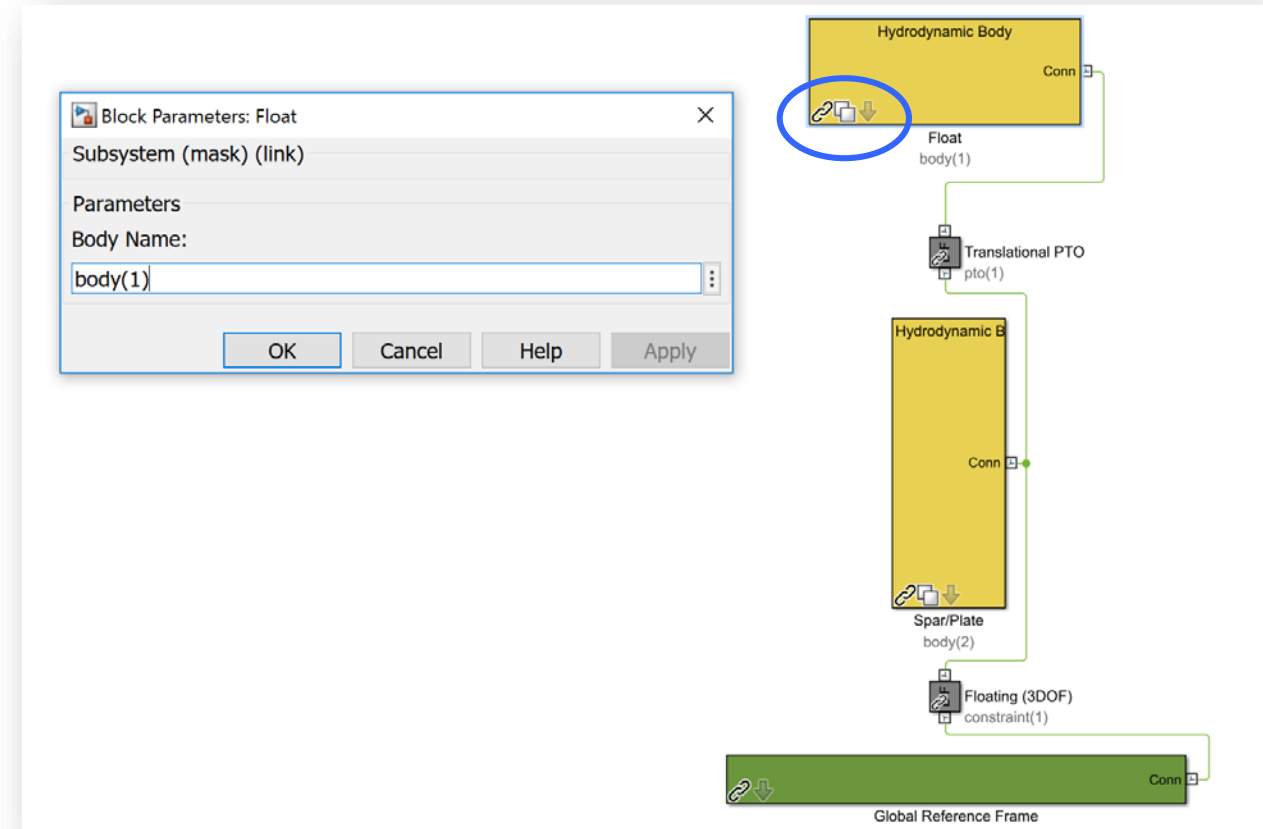 Block Parameters: Float
Subsystem (mask) (link)
Parameters
Body Name:
body(1)
OK
Cancel
Help
Apply
Hydrodynamic Body
Conn
Float
body(1)
Translational PTO
pto(1)
Hydrodynamic B
Conn
Spar/Plate
body(2)
Floating (3DOF)
constraint(1)
Conn
Global Reference Frame